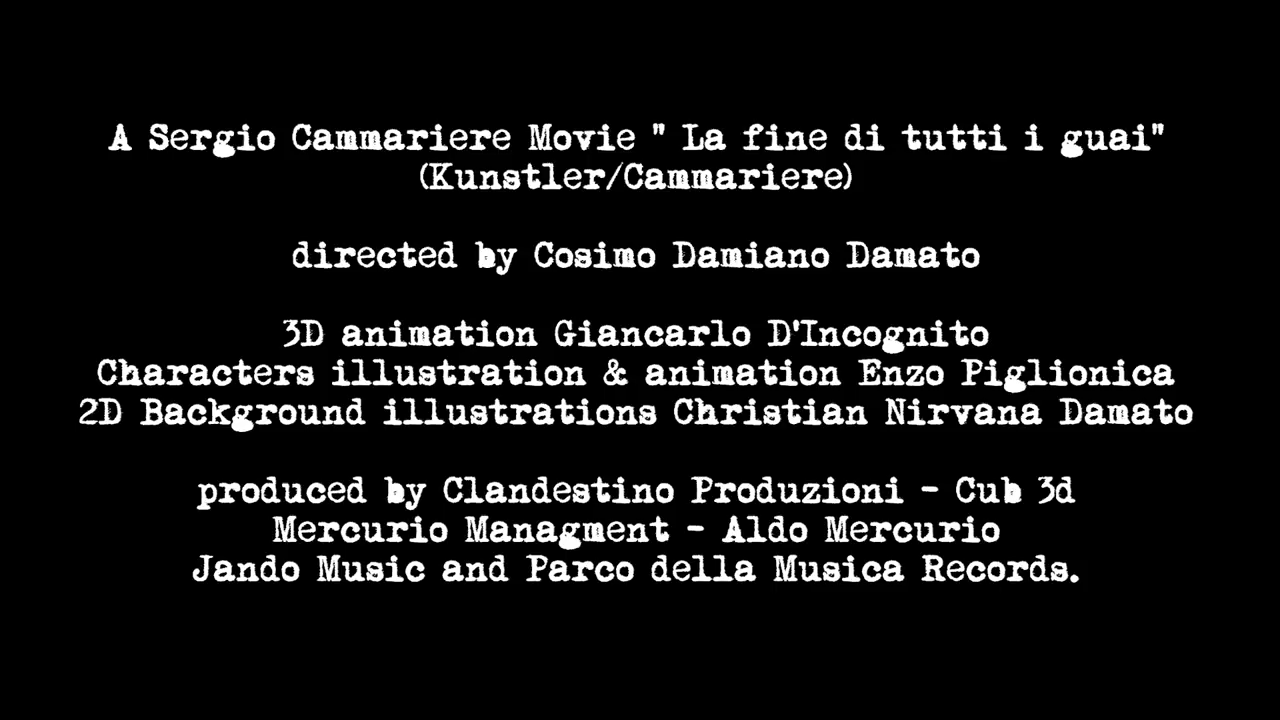 A Sergio Cammariere Movie " La fine di tutti i guai"
(Kunstler/Cammariere)
directed by Cosimo Damiano Damato
3D animation Giancarlo D'Incognito
Characters illustration & animation Enzo Piglionica
2D Background illustrations Christian Nirvana Damato
produced by Clandestino Produzioni - Cub 3d
Mercurio Managment - Aldo Mercurio
Jando Music and Parco della Musica Records.